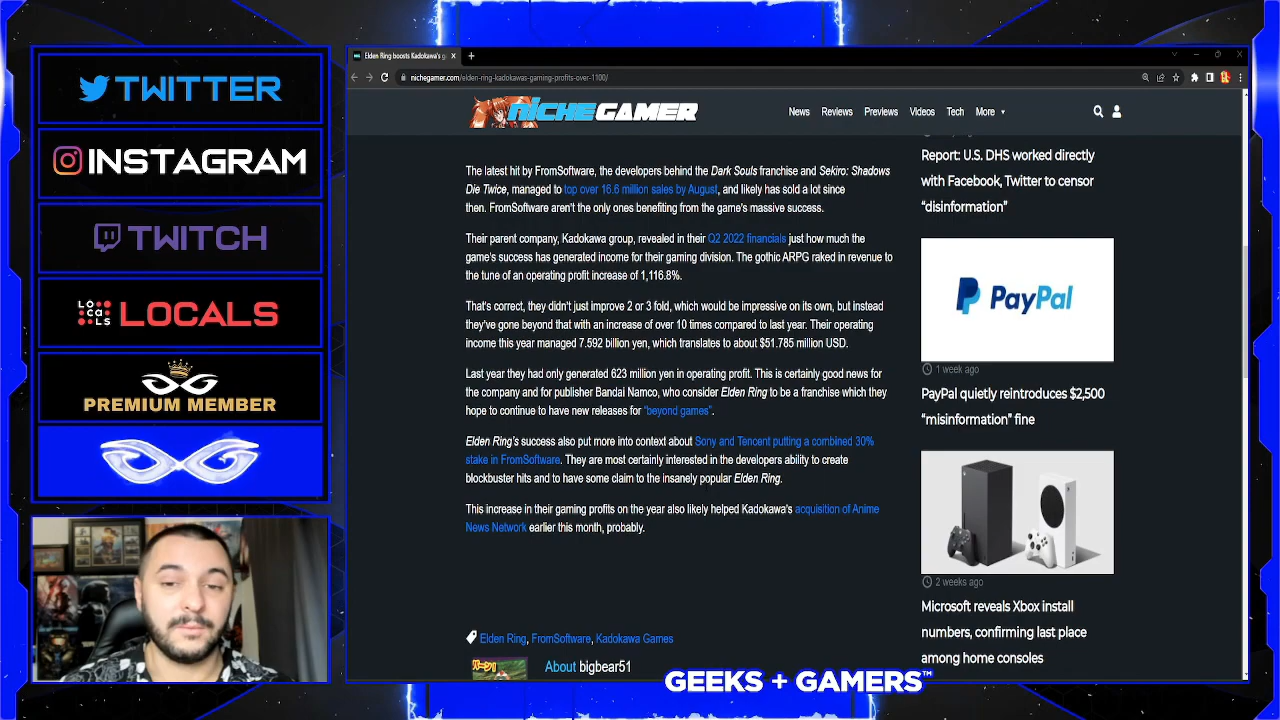 TWITTER
INSTAGRAM
TWITCH
LOCALS
LOCALS
PREMIUM MEMBER
Elden Ring boosts Kadokawa's g
nichegamer.com/elden-ring-kadokawas-gaming-profits-over-1100/
NICHEGAMER
News Reviews Previews Videos Tech More
The latest hit by FromSoftware, the developers behind the Dark Souls franchise and Sekiro: Shadows
Die Twice, managed to top over 16.6 million sales by August, and likely has sold a lot since
then. FromSoftware aren't the only ones benefiting from the game's massive success.
Their parent company, Kadokawa group, revealed in their Q2 2022 financials just how much the
game's success has generated income for their gaming division. The gothic ARPG raked in revenue to
the tune of an operating profit increase of 1,116.8%.
That's correct, they didn't just improve 2 or 3 fold, which would be impressive on its own, but instead
they've gone beyond that with an increase of over 10 times compared to last year. Their operating
income this year managed 7.592 billion yen, which translates to about $51.785 million USD.
Last year they had only generated 623 million yen in operating profit. This is certainly good news for
the company and for publisher Bandai Namco, who consider Elden Ring to be a franchise which they
hope to continue to have new releases for "beyond games".
Elden Ring's success also put more into context about Sony and Tencent putting a combined 30%
stake in FromSoftware. They are most certainly interested in the developers ability to create
blockbuster hits and to have some claim to the insanely popular Elden Ring.
This increase in their gaming profits on the year also likely helped Kadokawa's acquisition of Anime
News Network earlier this month, probably.
Elden Ring, FromSoftware, Kadokawa Games
About bigbear51
Report: U.S. DHS worked directly
with Facebook, Twitter to censor
"disinformation"
PayPal
1 week ago
PayPal quietly reintroduces $2,500
"misinformation" fine
2 weeks ago
Microsoft reveals Xbox install
numbers, confirming last place
among home consoles
GEEKS + GAMERS™